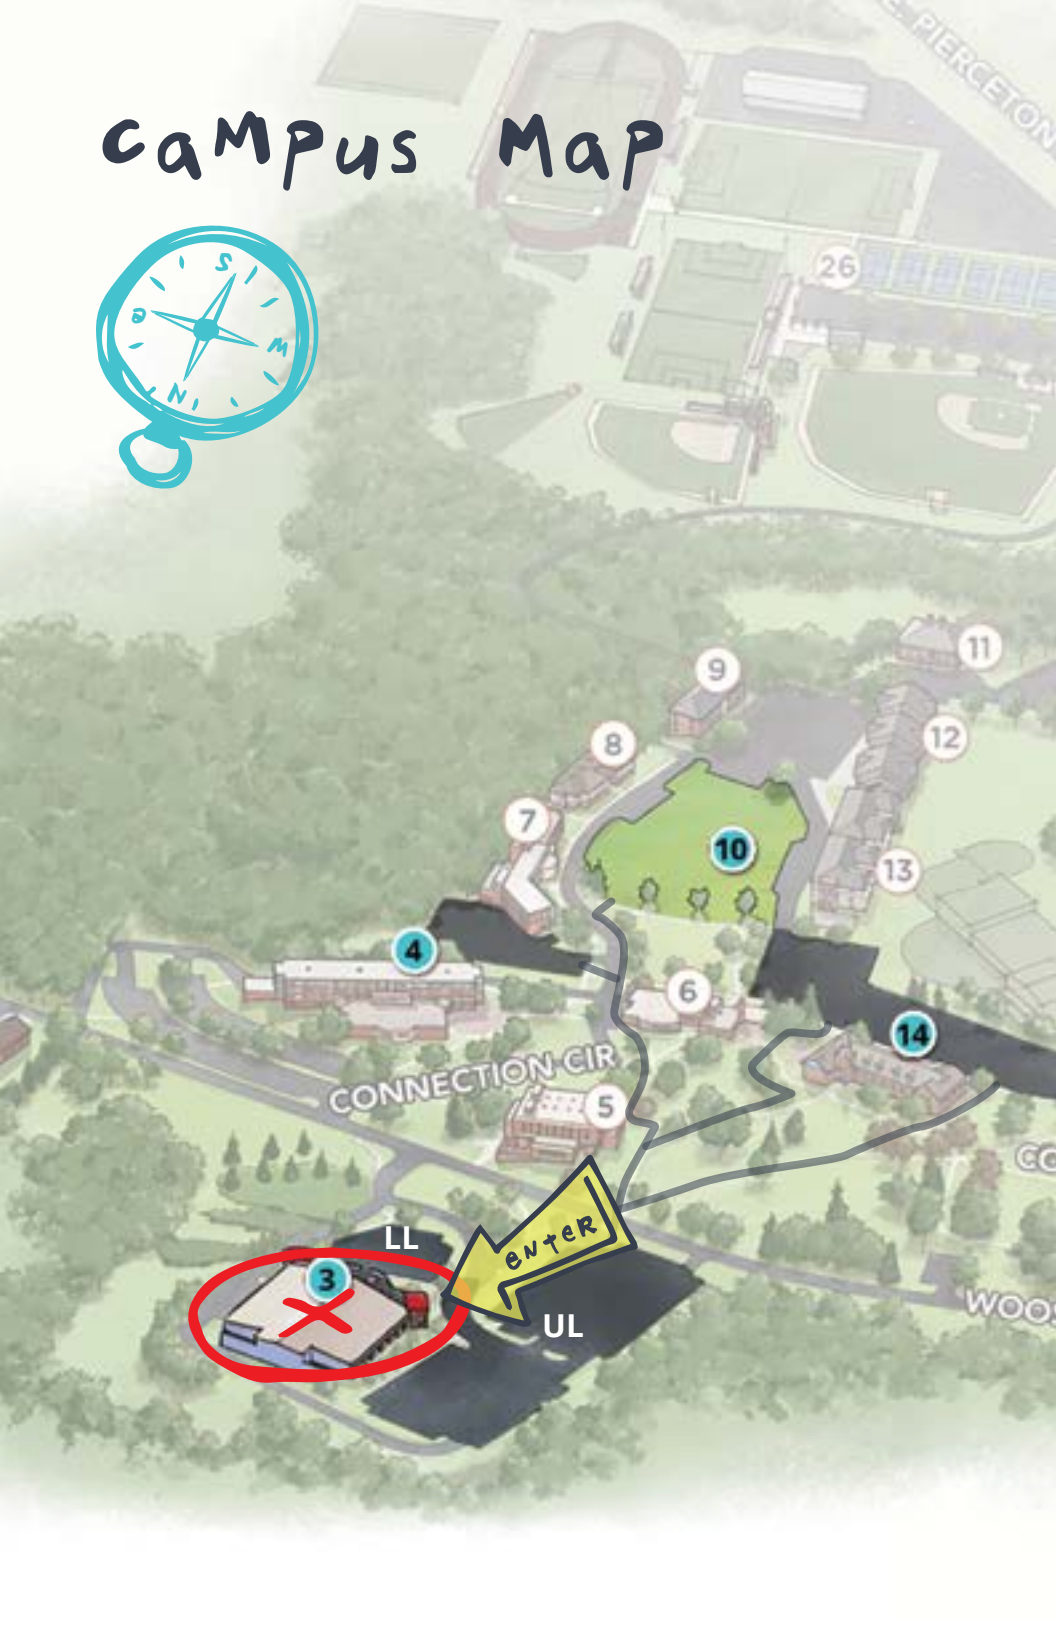 Campus Map
S
e
W
N
E. PIERCETON
26
11
9
12
8
7
10
13
4
6
14
CONNECTION CIR
5
CO
LL
ENTER
3
WOOS
UL